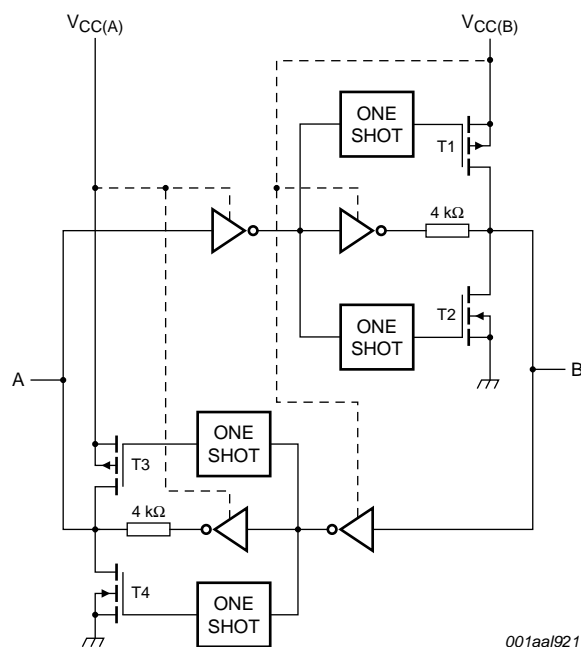 VCC(A)
VCC(B)
ONE
SHOT
T1
4 kΩ
T2
ONE
SHOT
A
B
ONE
SHOT
T3
4 kΩ
T4
ONE
SHOT
001aal921